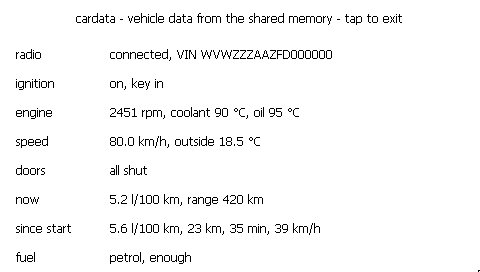 cardata - vehicle data from the shared memory - tap to exit
radio connected, VIN WVWZZZAAZFD000000
ignition on, key in
engine 2451 rpm, coolant 90 °C, oil 95 °C
speed 80.0 km/h, outside 18.5 °C
doors all shut
now 5.2 l/100 km, range 420 km
since start 5.6 l/100 km, 23 km, 35 min, 39 km/h
fuel petrol, enough